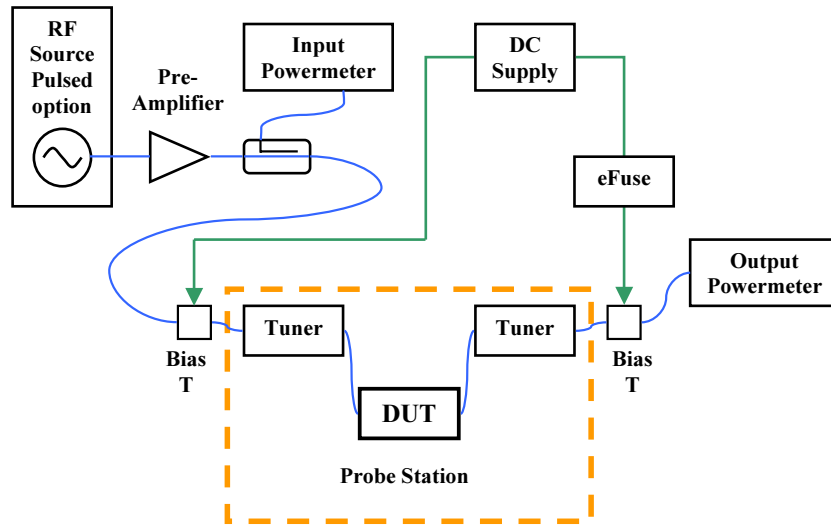 RF
Source
Pulsed
option
Pre-
Amplifier
Input
Powermeter
DC
Supply
eFuse
Output
Powermeter
Bias
T
Tuner
Tuner
Bias
T
DUT
Probe Station